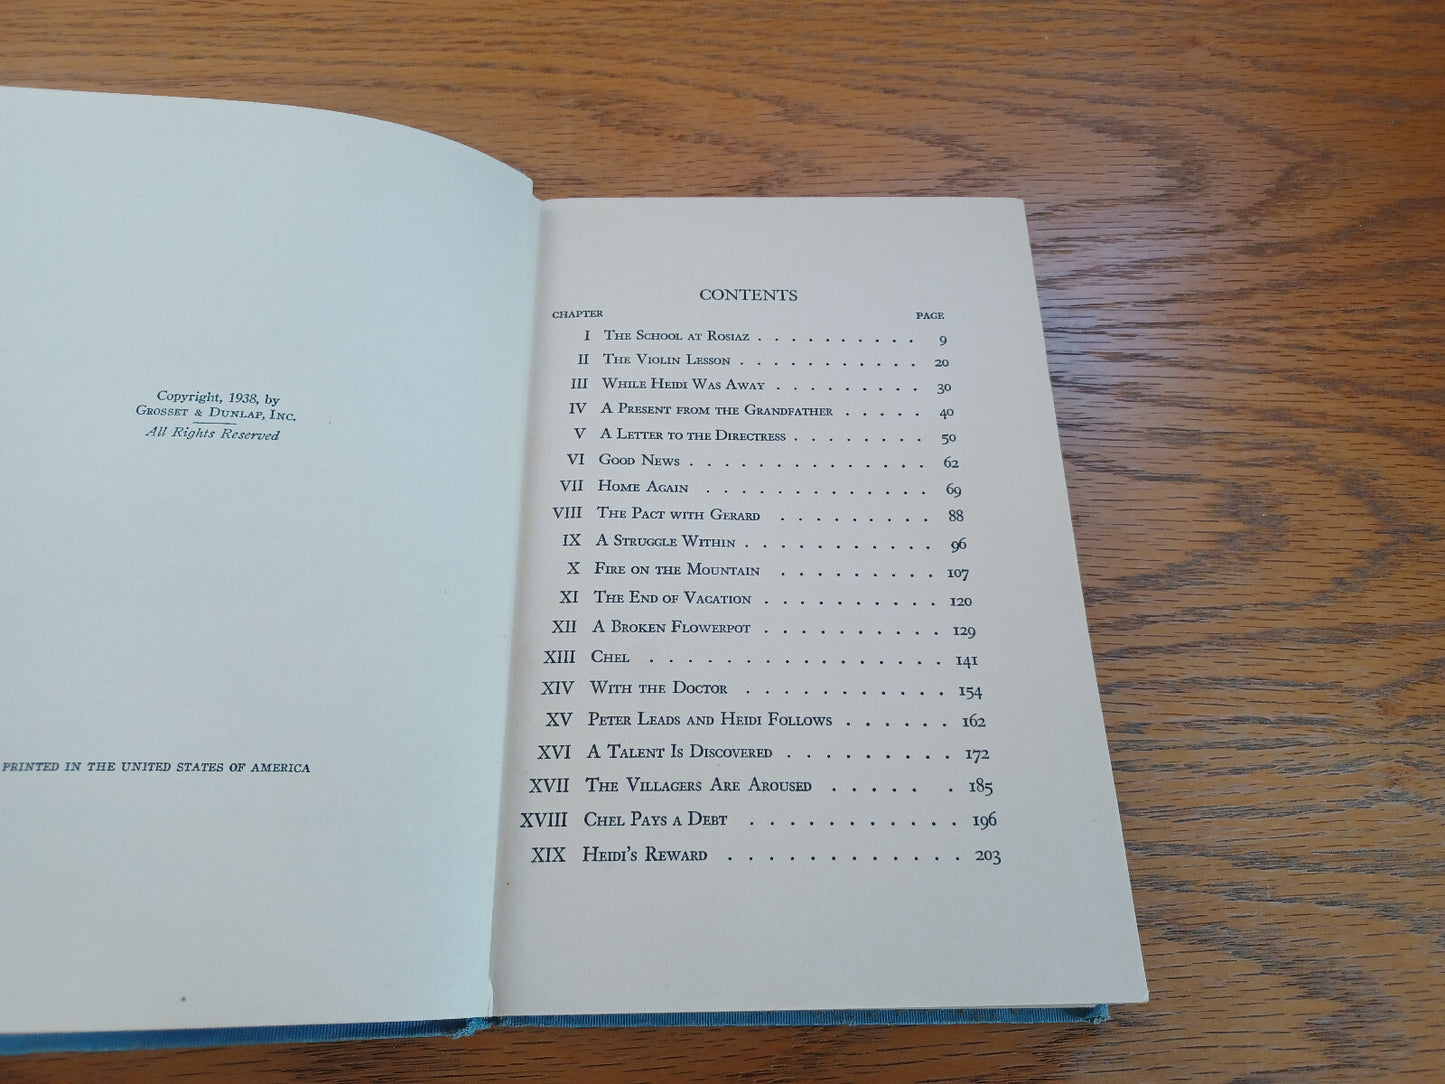 Copyright, 1938, by
GROSSET & DUNLAP, INC.
All Rights Reserved
PRINTED IN THE UNITED STATES OF AMERICA
CONTENTS
CHAPTER PAGE
I THE SCHOOL AT ROSIAZ . . . . . . . . . . 9
II THE VIOLIN LESSON . . . . . . . . . . . 20
III WHILE HEIDI WAS AWAY . . . . . . . . . 30
IV A PRESENT FROM THE GRANDFATHER . . . . . 40
V A LETTER TO THE DIRECTRESS . . . . . . . . 50
VI GOOD NEWS . . . . . . . . . . . . . . 62
VII HOME AGAIN . . . . . . . . . . . . . 69
VIII THE PACT WITH GERARD . . . . . . . . . 88
IX A STRUGGLE WITHIN . . . . . . . . . . . 96
X FIRE ON THE MOUNTAIN . . . . . . . . . 107
XI THE END OF VACATION . . . . . . . . . . 120
XII A BROKEN FLOWERPOT . . . . . . . . . . 129
XIII CHEL . . . . . . . . . . . . . . . 141
XIV WITH THE DOCTOR . . . . . . . . . . . 154
XV PETER LEADS AND HEIDI FOLLOWS . . . . . . 162
XVI A TALENT IS DISCOVERED . . . . . . . . . 172
XVII THE VILLAGERS ARE AROUSED . . . . . . 185
XVIII CHEL PAYS A DEBT . . . . . . . . . . . 196
XIX HEIDI'S REWARD . . . . . . . . . . . . 203